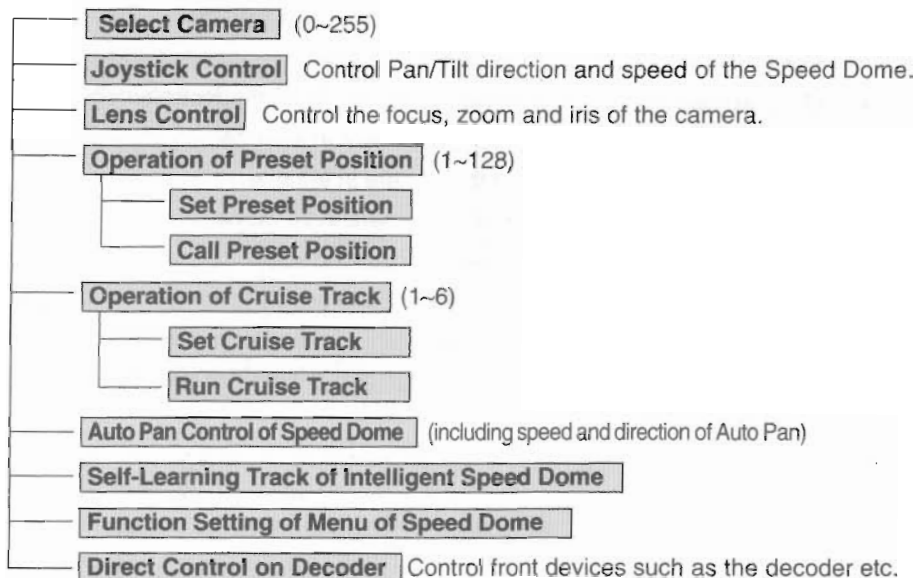 Select Camera (0~255)
Joystick Control Control Pan/Tilt direction and speed of the Speed Dome.
Lens Control Control the focus, zoom and iris of the camera.
Operation of Preset Position (1~128)
Set Preset Position
Call Preset Position
Operation of Cruise Track (1~6)
Set Cruise Track
Run Cruise Track
Auto Pan Control of Speed Dome (including speed and direction of Auto Pan)
Self-Learning Track of Intelligent Speed Dome
Function Setting of Menu of Speed Dome
Direct Control on Decoder Control front devices such as the decoder etc.